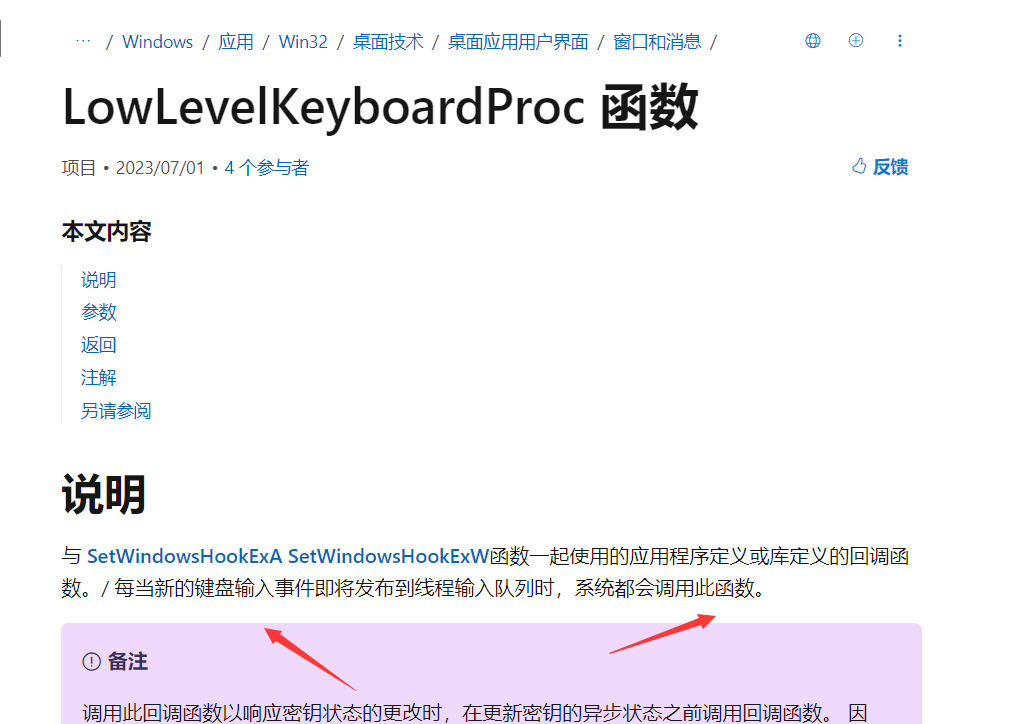 ··· / Windows / 应用 / Win32 / 桌面技术 / 桌面应用用户界面 / 窗口和消息 /
LowLevelKeyboardProc 函数
项目 • 2023/07/01 • 4 个参与者
反馈
本文内容
说明
参数
返回
注解
另请参阅
说明
与 SetWindowsHookExA SetWindowsHookExW函数一起使用的应用程序定义或库定义的回调函
数。/ 每当新的键盘输入事件即将发布到线程输入队列时，系统都会调用此函数。
备注
调用此回调函数以响应密钥状态的更改时，在更新密钥的异步状态之前调用回调函数。 因